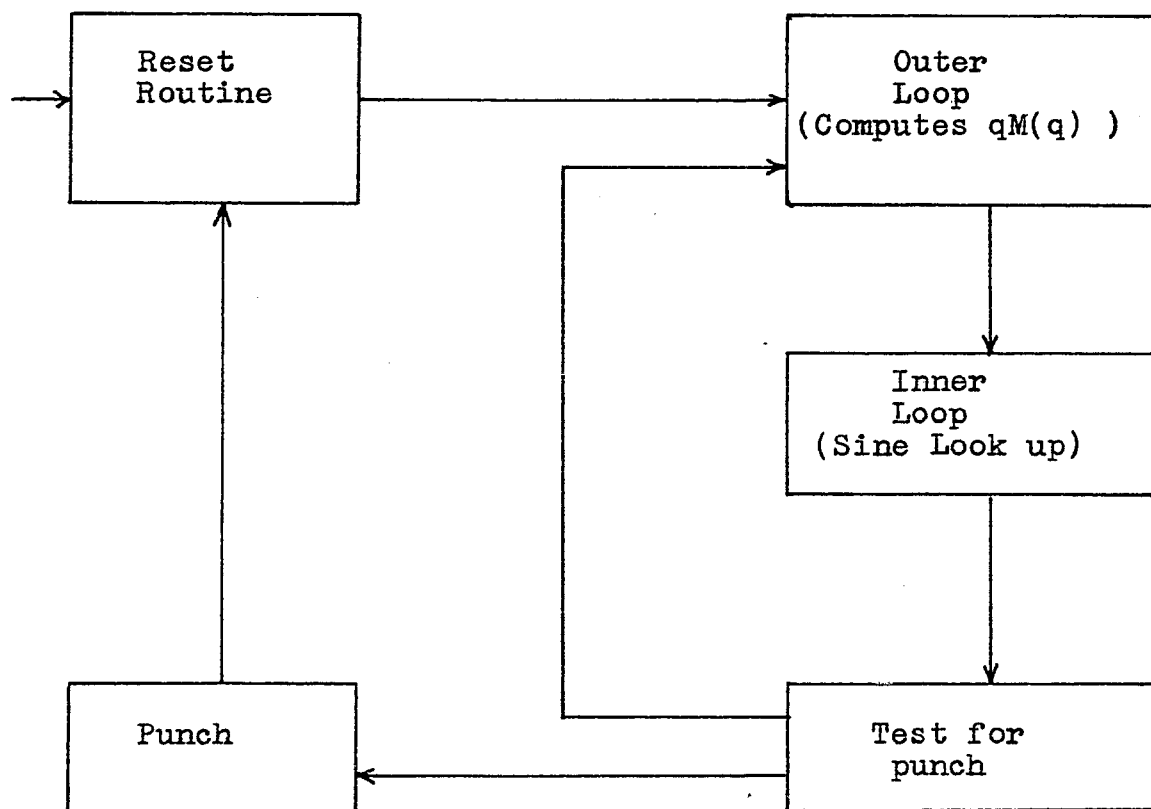 Reset
Routine
Outer
Loop
(Computes qM(q) )
Inner
Loop
(Sine Look up)
Punch
Test for
punch